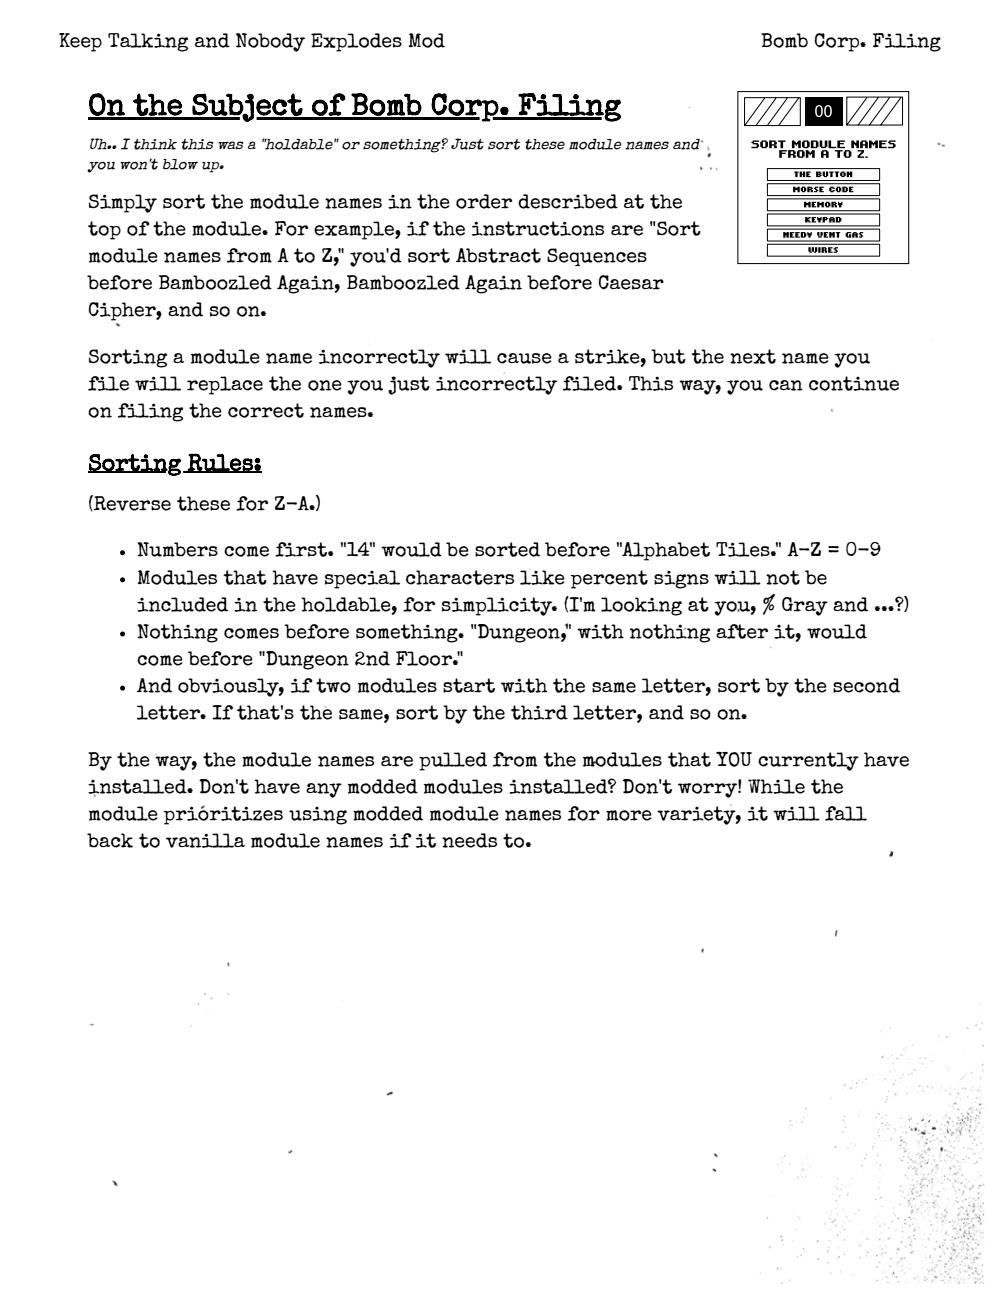 Keep Talking and Nobody Explodes Mod
Bomb Corp. Filing
On the Subject of Bomb Corp. Filing
Uh.. I think this was a "holdable" or something? Just sort these module names and
you won't blow up.
00
SORT MODULE NAMES
FROM A TO Z.
THE BUTTON
MORSE CODE
MEMORY
KEYPAD
NEEDY VENT GAS
WIRES
Simply sort the module names in the order described at the
top of the module. For example, if the instructions are "Sort
module names from A to Z," you'd sort Abstract Sequences
before Bamboozled Again, Bamboozled Again before Caesar
Cipher, and so on.
Sorting a module name incorrectly will cause a strike, but the next name you
file will replace the one you just incorrectly filed. This way, you can continue
on filing the correct names.
Sorting Rules:
(Reverse these for Z-A.)
• Numbers come first. "14" would be sorted before "Alphabet Tiles." A-Z = 0-9
• Modules that have special characters like percent signs will not be
included in the holdable, for simplicity. (I'm looking at you, % Gray and ...?)
• Nothing comes before something. "Dungeon," with nothing after it, would
come before "Dungeon 2nd Floor."
• And obviously, if two modules start with the same letter, sort by the second
letter. If that's the same, sort by the third letter, and so on.
By the way, the module names are pulled from the modules that YOU currently have
installed. Don't have any modded modules installed? Don't worry! While the
module prioritizes using modded module names for more variety, it will fall
back to vanilla module names if it needs to.